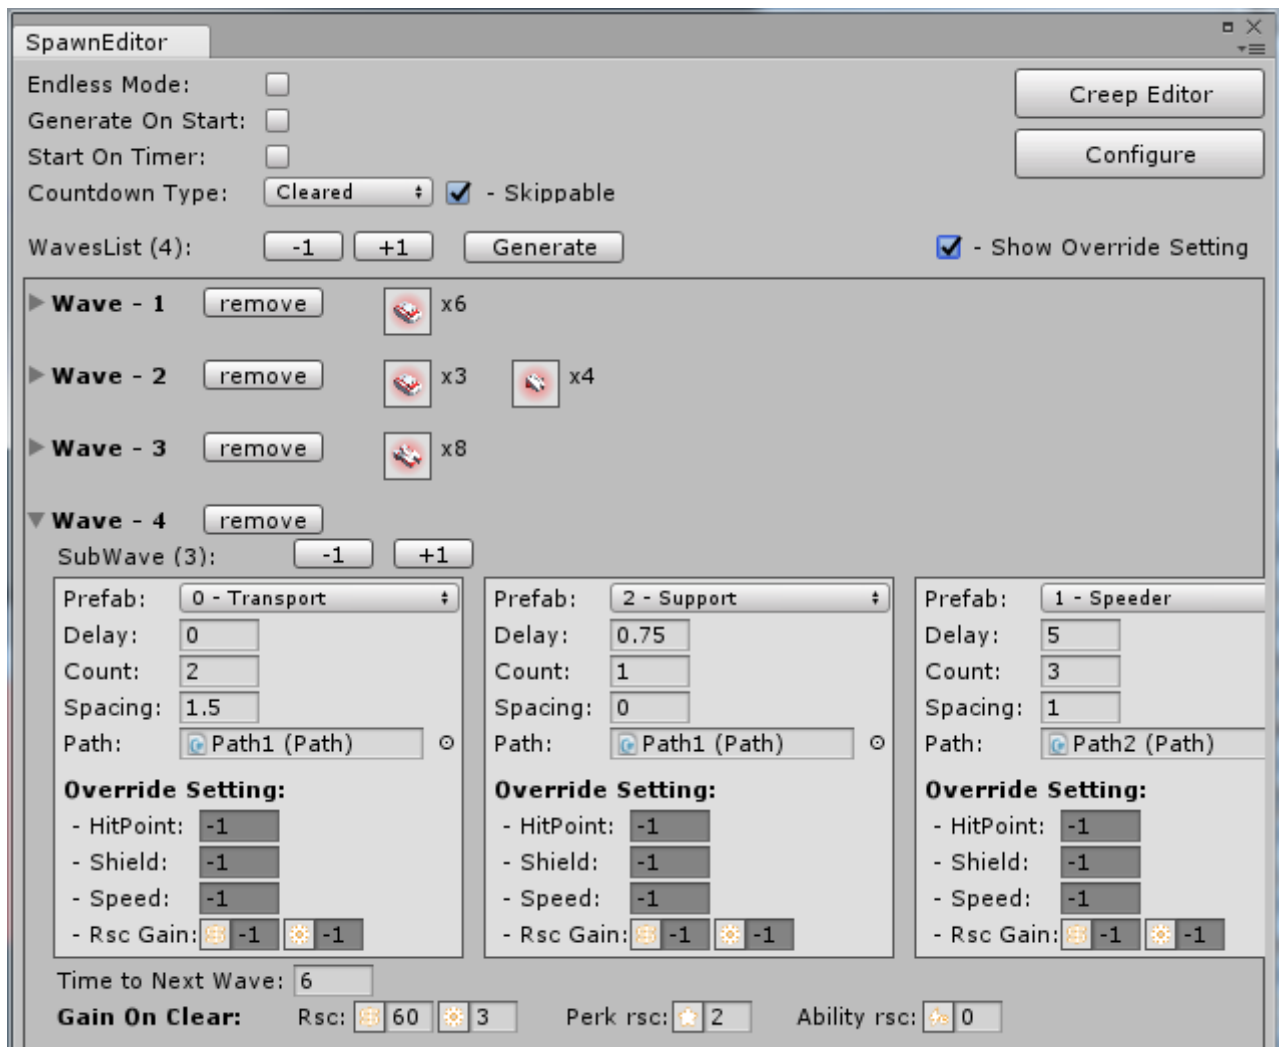 SpawnEditor
Endless Mode:
Creep Editor
Generate On Start:
Start On Timer:
Configure
Countdown Type: Cleared - Skippable
WavesList (4): -1 +1 Generate - Show Override Setting
Wave - 1 remove x6
Wave - 2 remove x3 x4
Wave - 3 remove x8
Wave - 4 remove
SubWave (3): -1 +1
Prefab: 0 - Transport Prefab: 2 - Support Prefab: 1 - Speeder
Delay: 0 Delay: 0.75 Delay: 5
Count: 2 Count: 1 Count: 3
Spacing: 1.5 Spacing: 0 Spacing: 1
Path: Path1 (Path) Path: Path1 (Path) Path: Path2 (Path)
Override Setting: Override Setting: Override Setting:
- HitPoint: -1 - HitPoint: -1 - HitPoint: -1
- Shield: -1 - Shield: -1 - Shield: -1
- Speed: -1 - Speed: -1 - Speed: -1
- Rsc Gain: -1 -1 - Rsc Gain: -1 -1 - Rsc Gain: -1 -1
Time to Next Wave: 6
Gain On Clear: Rsc: 60 3 Perk rsc: 2 Ability rsc: 0